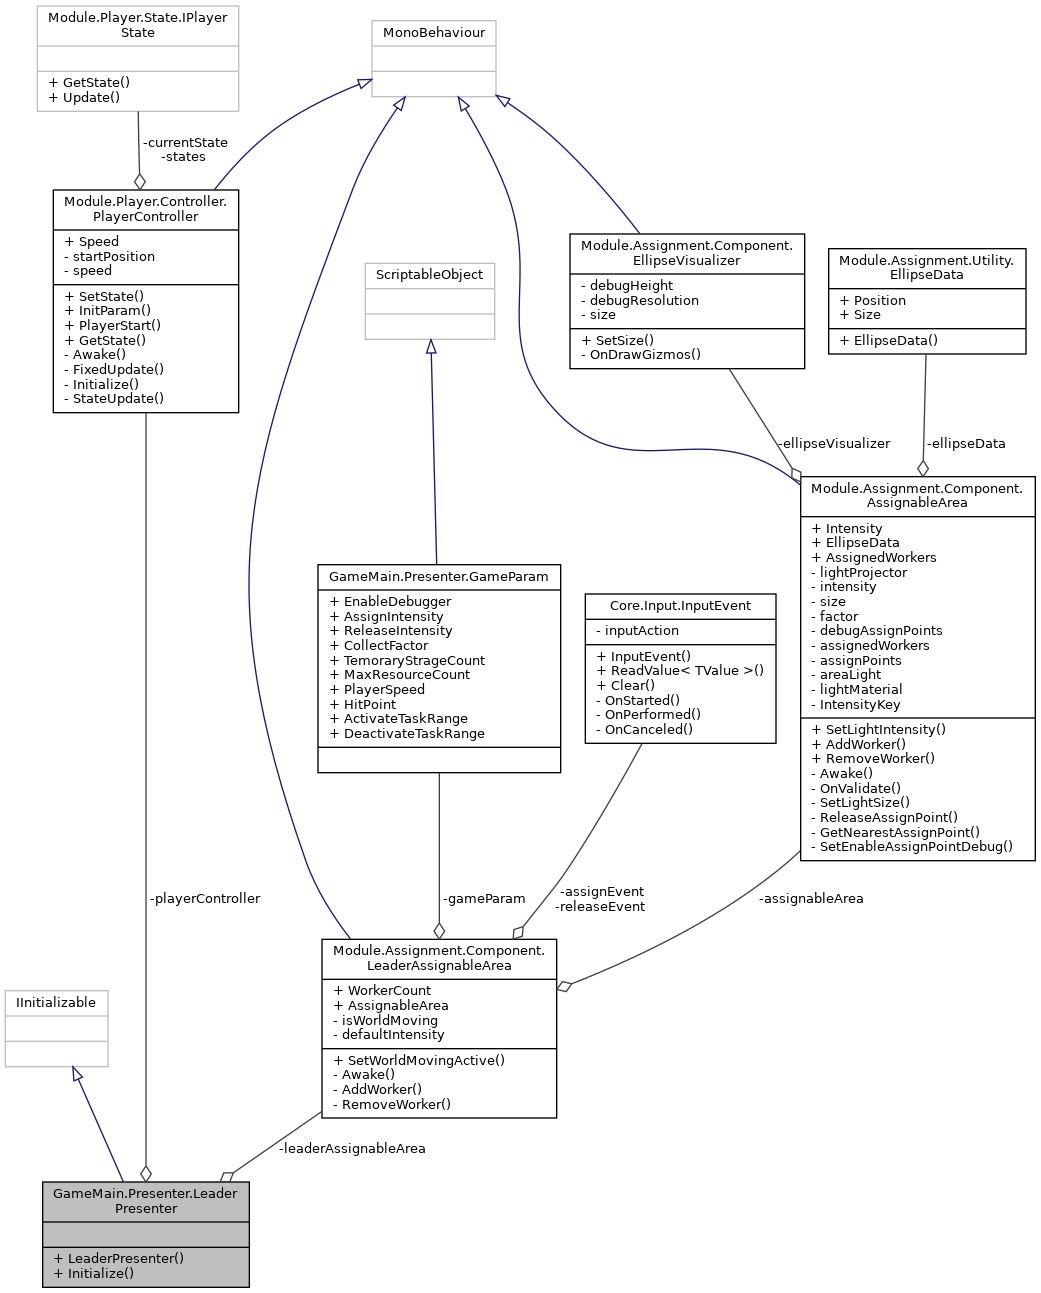 Module.Player.State.IPlayer
State
+ GetState()
+ Update()
MonoBehaviour
-currentState
-states
Module.Player.Controller.
PlayerController
+ Speed
- startPosition
- speed
+ SetState()
+ InitParam()
+ PlayerStart()
+ GetState()
- Awake()
- FixedUpdate()
- Initialize()
- StateUpdate()
ScriptableObject
Module.Assignment.Component.
EllipseVisualizer
- debugHeight
- debugResolution
- size
+ SetSize()
- OnDrawGizmos()
Module.Assignment.Utility.
EllipseData
+ Position
+ Size
+ EllipseData()
-ellipseVisualizer
-ellipseData
Module.Assignment.Component.
AssignableArea
+ Intensity
+ EllipseData
+ AssignedWorkers
- lightProjector
- intensity
- size
- factor
- debugAssignPoints
- assignedWorkers
- assignPoints
- areaLight
- lightMaterial
- IntensityKey
+ SetLightIntensity()
+ AddWorker()
+ RemoveWorker()
- Awake()
- OnValidate()
- SetLightSize()
- ReleaseAssignPoint()
- GetNearestAssignPoint()
- SetEnableAssignPointDebug()
GameMain.Presenter.GameParam
+ EnableDebugger
+ AssignIntensity
+ ReleaseIntensity
+ CollectFactor
+ TemoraryStrageCount
+ MaxResourceCount
+ PlayerSpeed
+ HitPoint
+ ActivateTaskRange
+ DeactivateTaskRange
Core.Input.InputEvent
- inputAction
+ InputEvent()
+ ReadValue< TValue >()
+ Clear()
- OnStarted()
- OnPerformed()
- OnCanceled()
-playerController
-gameParam
-assignEvent
-releaseEvent
-assignableArea
Module.Assignment.Component.
LeaderAssignableArea
+ WorkerCount
+ AssignableArea
- isWorldMoving
- defaultIntensity
+ SetWorldMovingActive()
- Awake()
- AddWorker()
- RemoveWorker()
IInitializable
-leaderAssignableArea
GameMain.Presenter.Leader
Presenter
+ LeaderPresenter()
+ Initialize()